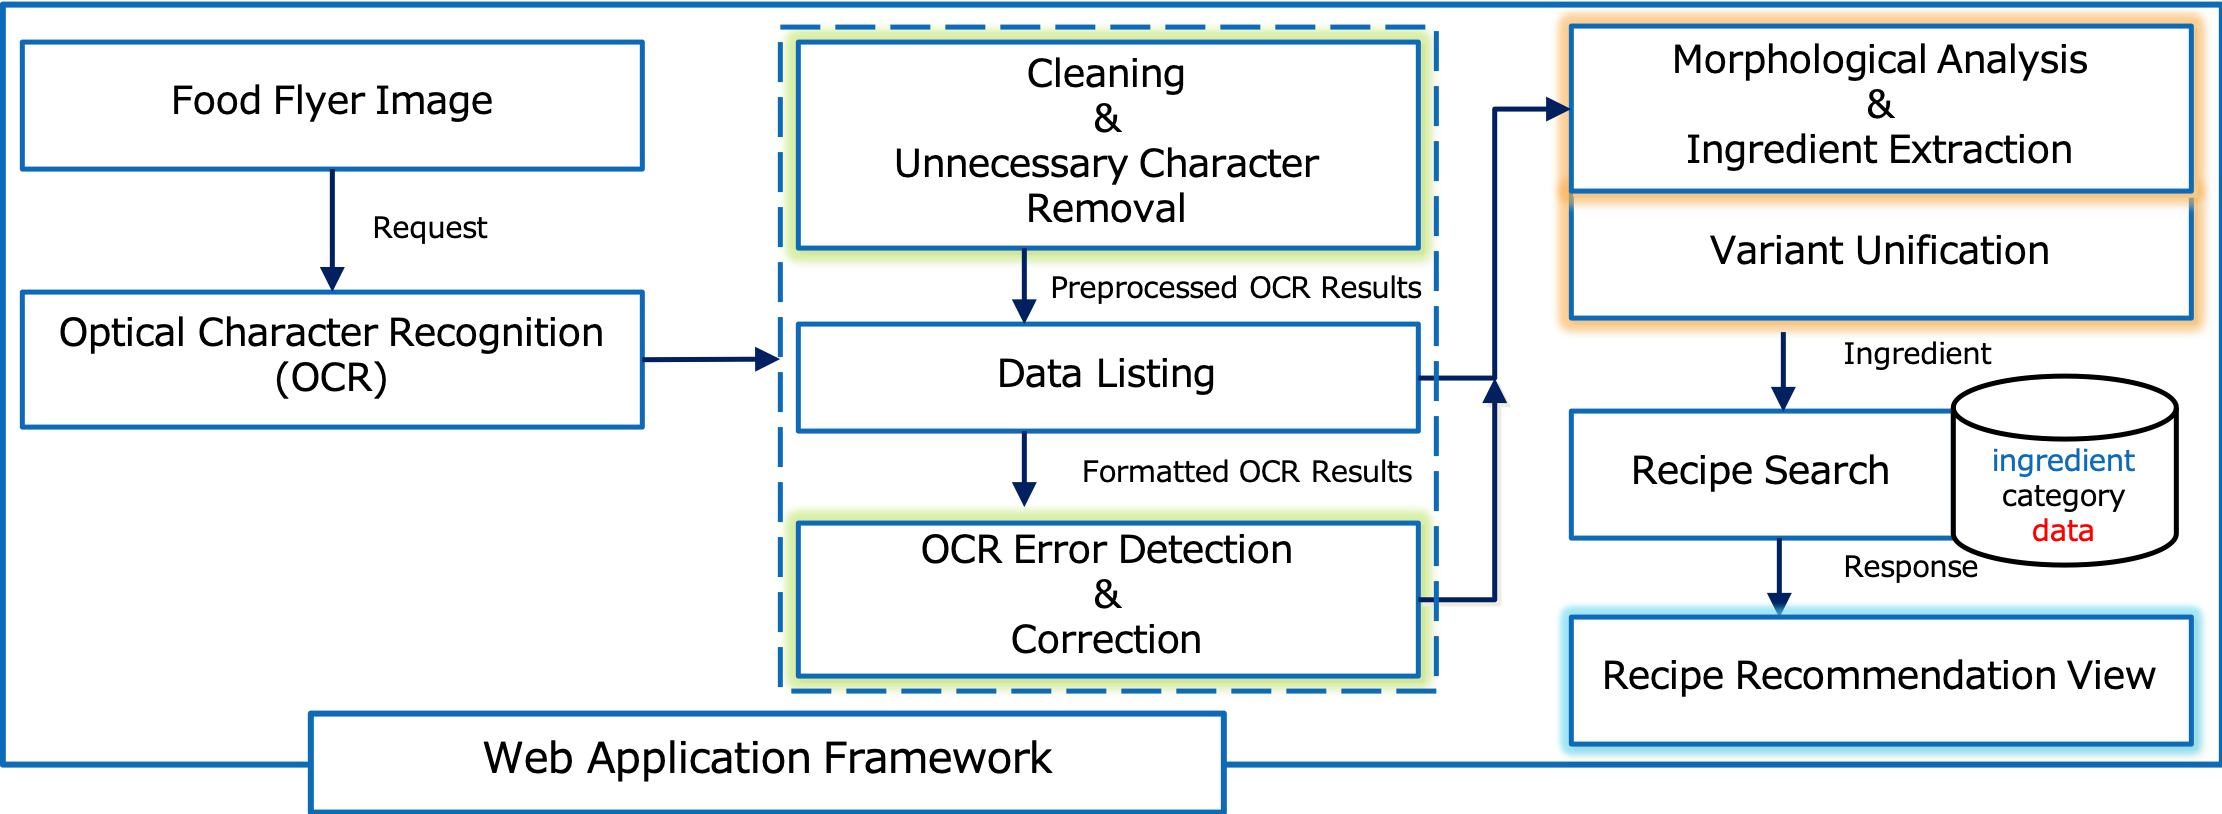 Food Flyer Image
Request
Optical Character Recognition
(OCR)
Cleaning
&
Unnecessary Character
Removal
Preprocessed OCR Results
Data Listing
Formatted OCR Results
OCR Error Detection
&
Correction
Morphological Analysis
&
Ingredient Extraction
Variant Unification
Ingredient
Recipe Search
ingredient
category
data
Response
Recipe Recommendation View
Web Application Framework